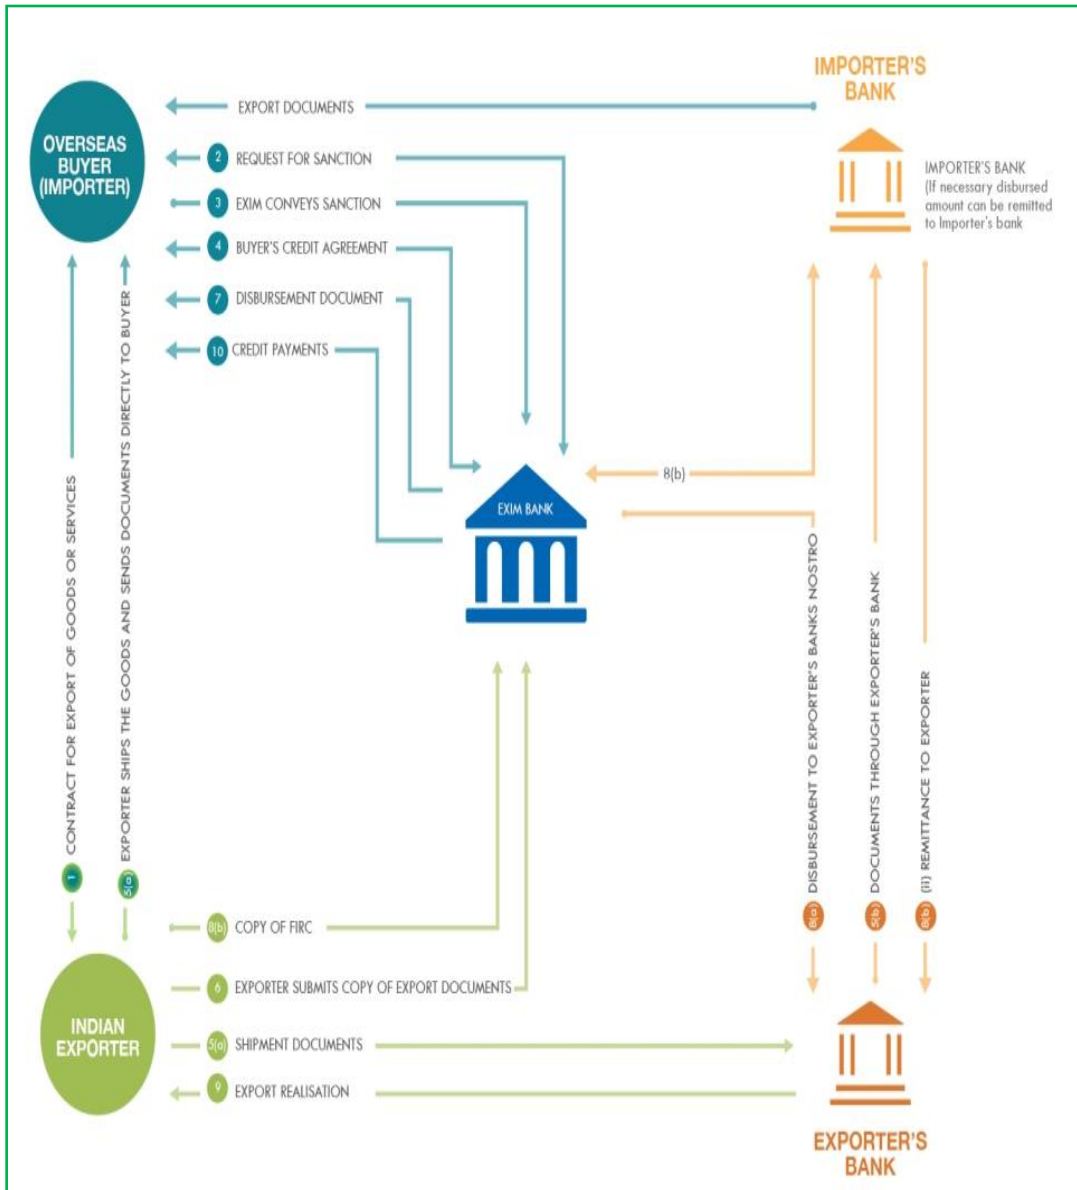 IMPORTER'S
BANK
EXPORT DOCUMENTS
OVERSEAS
BUYER
(IMPORTER)
2 REQUEST FOR SANCTION
IMPORTER'S BANK
(If necessary disbursed
amount can be remitted
to Importer's bank
3 EXIM CONVEYS SANCTION
4 BUYER'S CREDIT AGREEMENT
7 DISBURSEMENT DOCUMENT
10 CREDIT PAYMENTS
8(b)
EXIM BANK
1 CONTRACT FOR EXPORT OF GOODS OR SERVICES
5(a) EXPORTER SHIPS THE GOODS AND SENDS DOCUMENTS DIRECTLY TO BUYER
8(a) DISBURSEMENT TO EXPORTER'S BANKS NOSTRO
5(b) DOCUMENTS THROUGH EXPORTER'S BANK
8(b) (ii) REMITTANCE TO EXPORTER
8(b) COPY OF FIRC
6 EXPORTER SUBMITS COPY OF EXPORT DOCUMENTS
INDIAN
EXPORTER
5(a) SHIPMENT DOCUMENTS
9 EXPORT REALISATION
EXPORTER'S
BANK